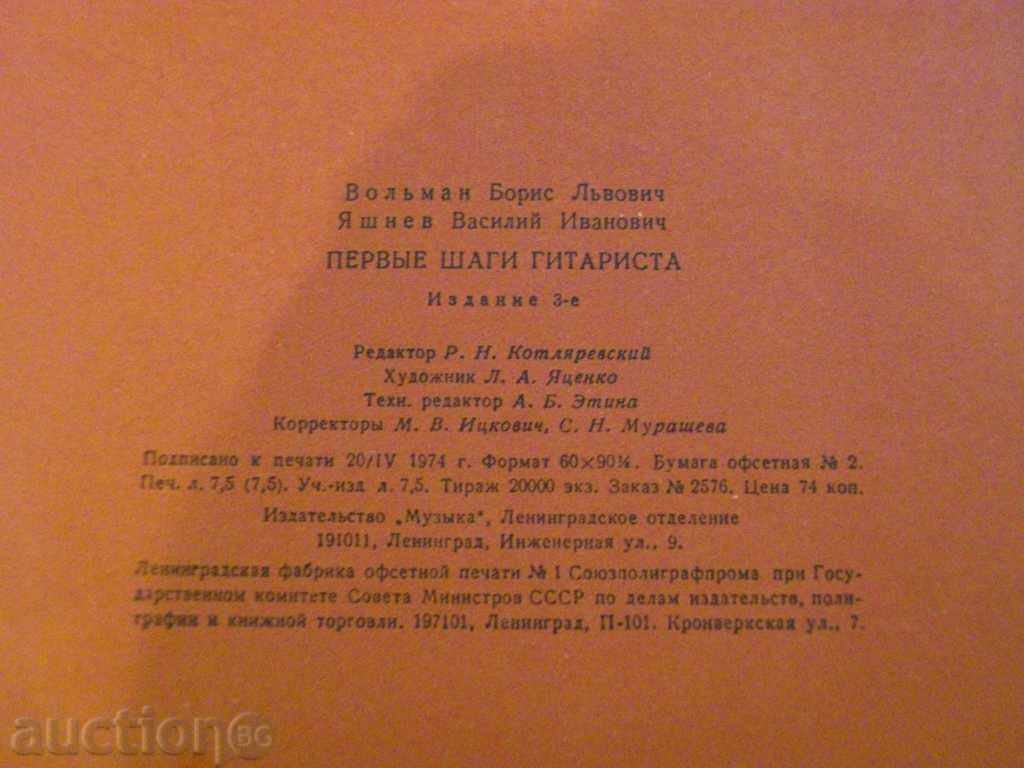 Вольман Борис Львович
Яшнев Василий Иванович
ПЕРВЫЕ ШАГИ ГИТАРИСТА
Издание 3-е
Редактор Р. Н. Котляревский
Художник Л. А. Яценко
Техн. редактор А. Б. Этина
Корректоры М. В. Ицкович, С. Н. Мурашева
Подписано к печати 20/IV 1974 г. Формат 60×90⅛. Бумага офсетная № 2.
Печ. л. 7,5 (7,5). Уч.-изд. л. 7,5. Тираж 20000 экз. Заказ № 2576. Цена 74 коп.
Издательство „Музыка“, Ленинградское отделение
191011, Ленинград, Инженерная ул., 9.
Ленинградская фабрика офсетной печати № 1 Союзполиграфпрома при Госу-
дарственном комитете Совета Министров СССР по делам издательств, поли-
графии и книжной торговли. 197101, Ленинград, П-101. Кронверкская ул., 7.
auction BG